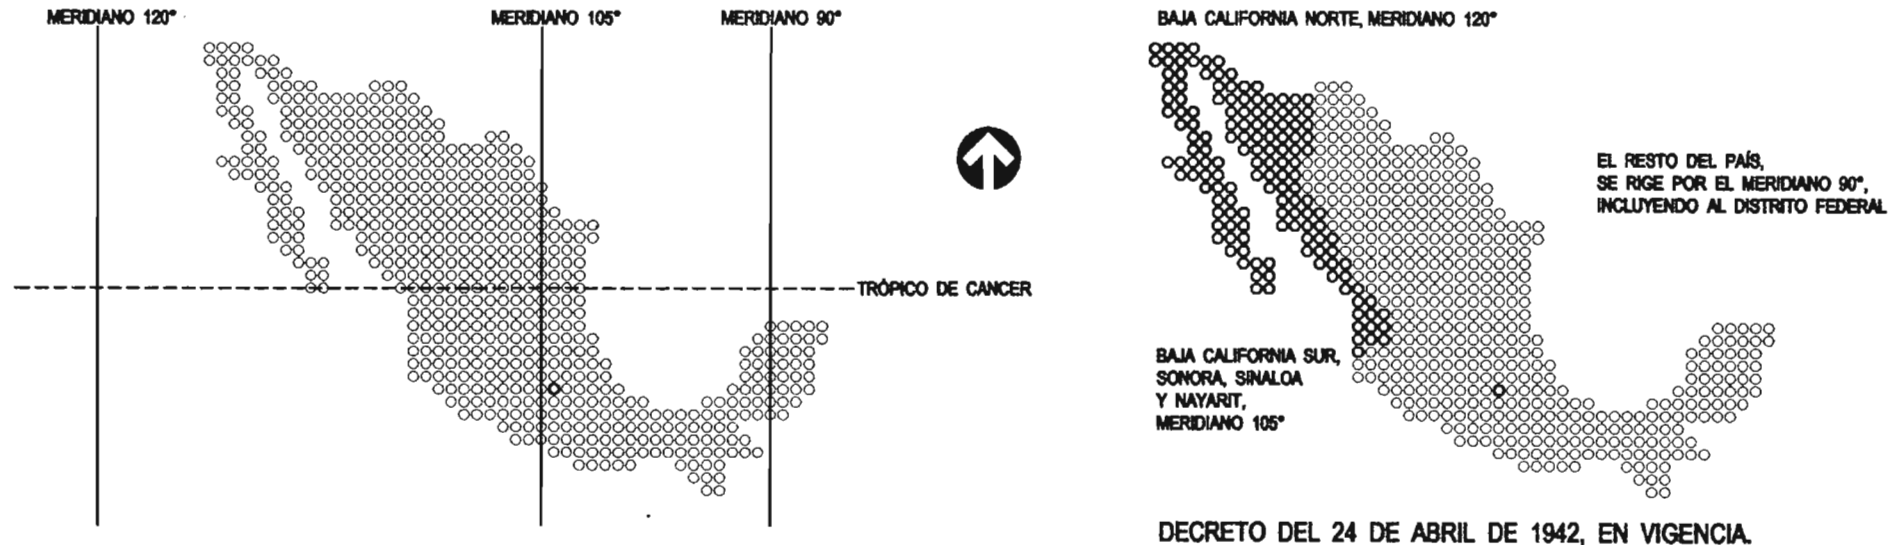 MERIDIANO 120°
MERIDIANO 105°
MERIDIANO 90°
TRÓPICO DE CANCER
BAJA CALIFORNIA NORTE, MERIDIANO 120°
EL RESTO DEL PAÍS,
SE RIGE POR EL MERIDIANO 90°,
INCLUYENDO AL DISTRITO FEDERAL
BAJA CALIFORNIA SUR,
SONORA, SINALOA
Y NAYARIT,
MERIDIANO 105°
DECRETO DEL 24 DE ABRIL DE 1942, EN VIGENCIA.